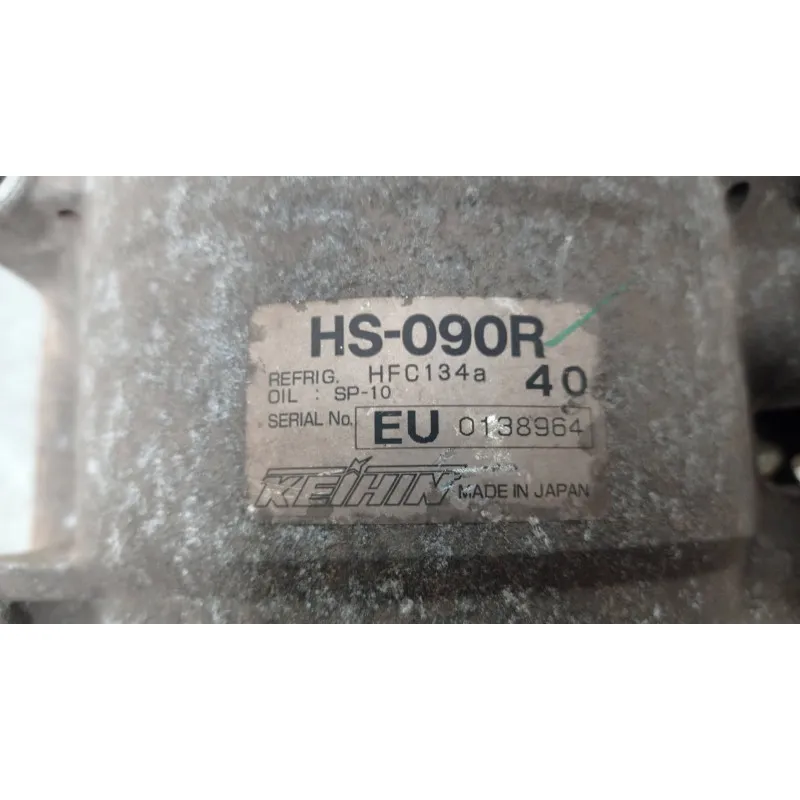 HS-090R
REFRIG. HFC134a 40
OIL : SP-10
SERIAL No. EU 0138964
KEIHIN MADE IN JAPAN